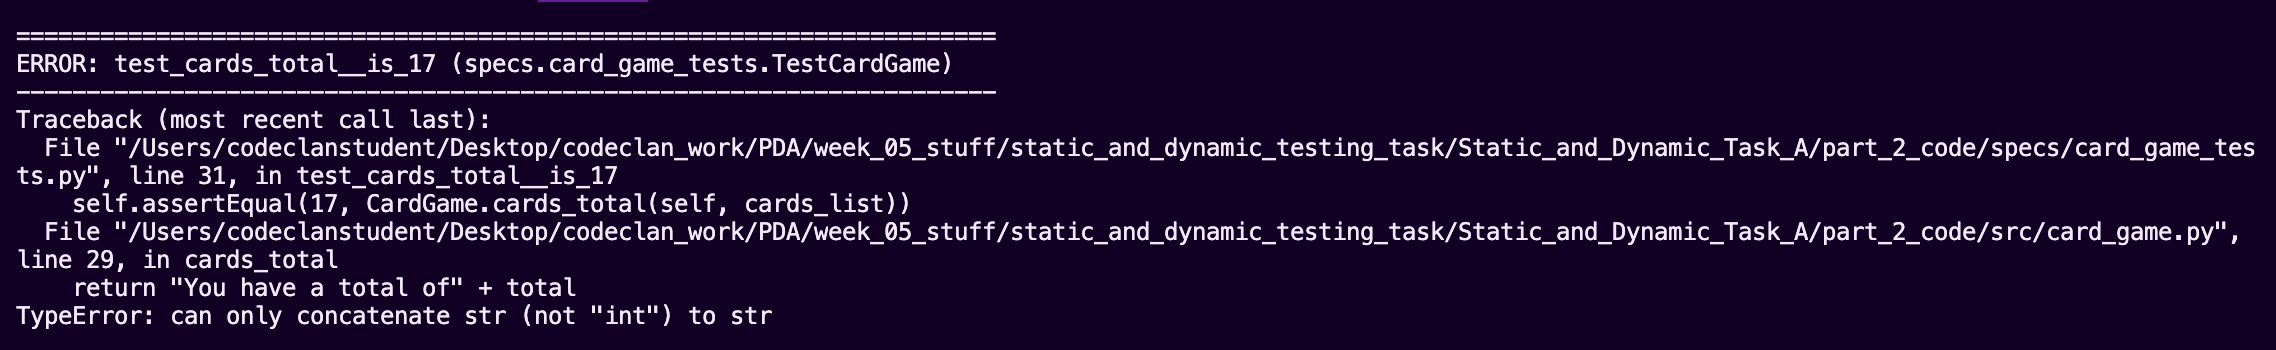 ======================================================================
ERROR: test_cards_total__is_17 (specs.card_game_tests.TestCardGame)
----------------------------------------------------------------------
Traceback (most recent call last):
  File "/Users/codeclanstudent/Desktop/codeclan_work/PDA/week_05_stuff/static_and_dynamic_testing_task/Static_and_Dynamic_Task_A/part_2_code/specs/card_game_tes
ts.py", line 31, in test_cards_total__is_17
    self.assertEqual(17, CardGame.cards_total(self, cards_list))
  File "/Users/codeclanstudent/Desktop/codeclan_work/PDA/week_05_stuff/static_and_dynamic_testing_task/Static_and_Dynamic_Task_A/part_2_code/src/card_game.py",
line 29, in cards_total
    return "You have a total of" + total
TypeError: can only concatenate str (not "int") to str